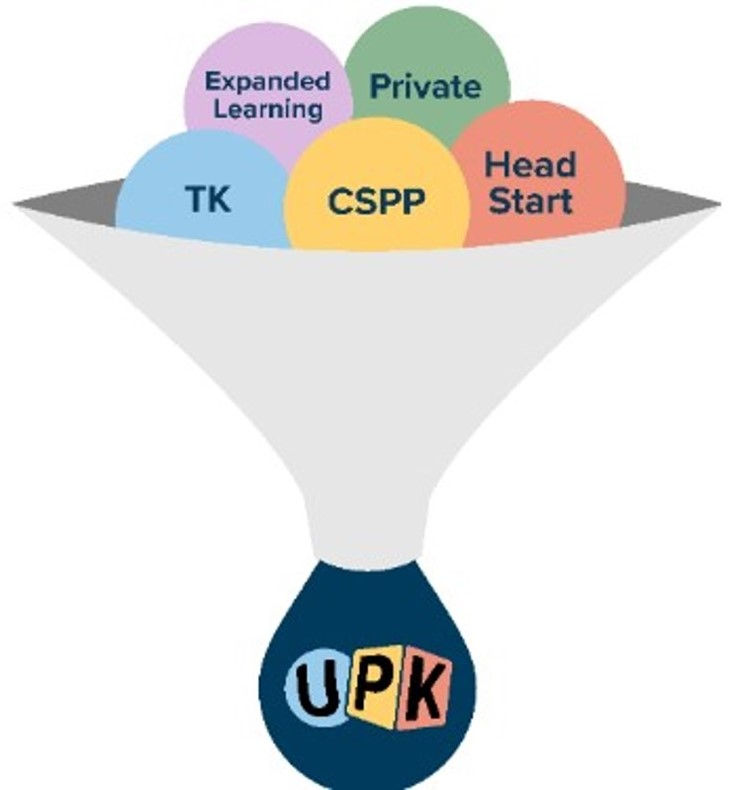 Expanded
Learning
Private
TK
CSPP
Head
Start
UPK